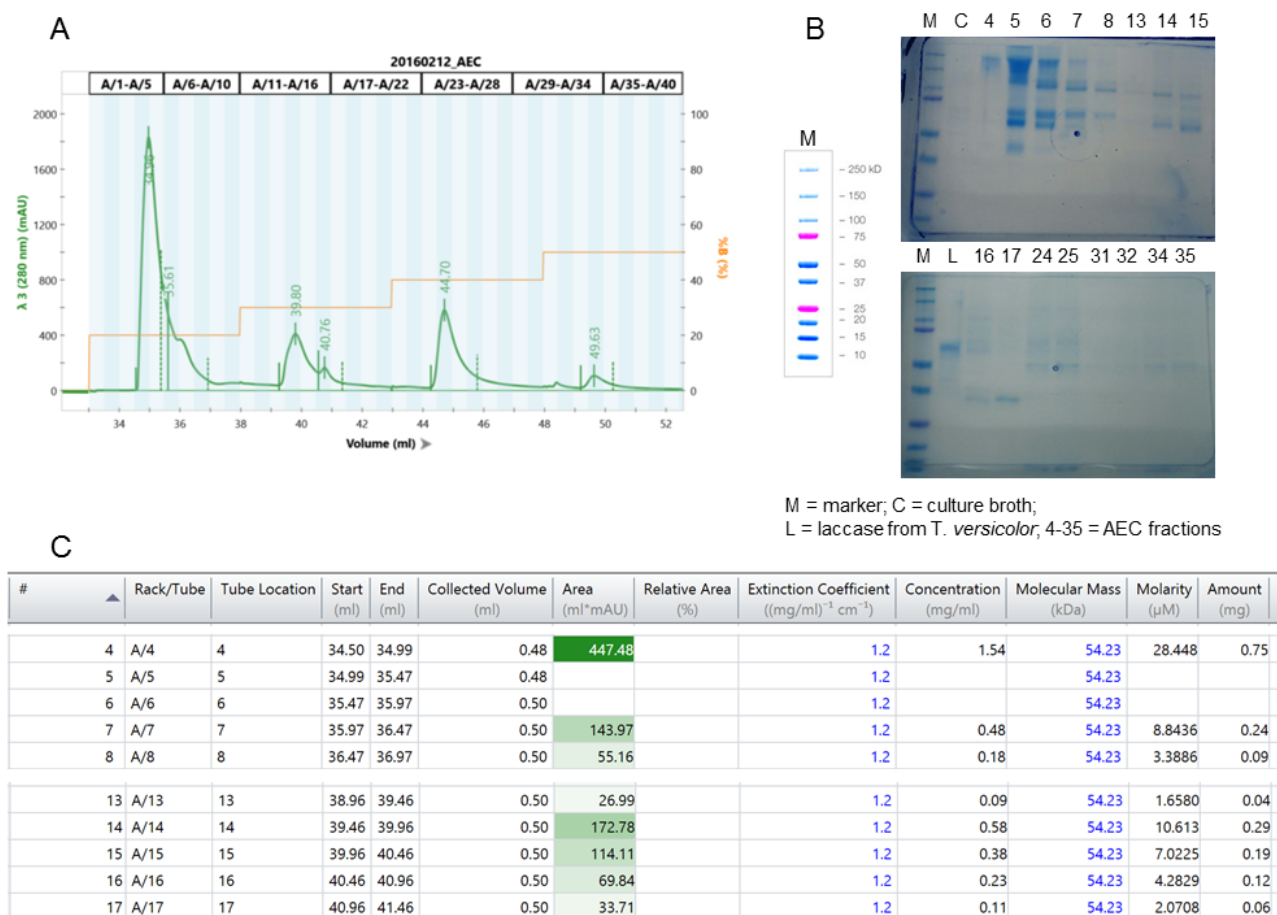 A
20160212_AEC
A/1-A/5 A/6-A/10 A/11-A/16 A/17-A/22 A/23-A/28 A/29-A/34 A/35-A/40
λ 3 (280 nm) (mAU)
2000
1600
1200
800
400
0
34.96
35.61
39.80
40.76
44.70
49.63
100
80
60
40
20
0
%B (%)
34 36 38 40 42 44 46 48 50 52
Volume (ml)
B
M
250 kD
150
100
75
50
37
25
20
15
10
M C 4 5 6 7 8 13 14 15
M L 16 17 24 25 31 32 34 35
M = marker; C = culture broth;
L = laccase from T. versicolor; 4-35 = AEC fractions
C
# Rack/Tube Tube Location Start (ml) End (ml) Collected Volume (ml) Area (ml*mAU) Relative Area (%) Extinction Coefficient ((mg/ml)⁻¹ cm⁻¹) Concentration (mg/ml) Molecular Mass (kDa) Molarity (µM) Amount (mg)
4 A/4 4 34.50 34.99 0.48 447.48 1.2 1.54 54.23 28.448 0.75
5 A/5 5 34.99 35.47 0.48 1.2 54.23
6 A/6 6 35.47 35.97 0.50 1.2 54.23
7 A/7 7 35.97 36.47 0.50 143.97 1.2 0.48 54.23 8.8436 0.24
8 A/8 8 36.47 36.97 0.50 55.16 1.2 0.18 54.23 3.3886 0.09
13 A/13 13 38.96 39.46 0.50 26.99 1.2 0.09 54.23 1.6580 0.04
14 A/14 14 39.46 39.96 0.50 172.78 1.2 0.58 54.23 10.613 0.29
15 A/15 15 39.96 40.46 0.50 114.11 1.2 0.38 54.23 7.0225 0.19
16 A/16 16 40.46 40.96 0.50 69.84 1.2 0.23 54.23 4.2829 0.12
17 A/17 17 40.96 41.46 0.50 33.71 1.2 0.11 54.23 2.0708 0.06